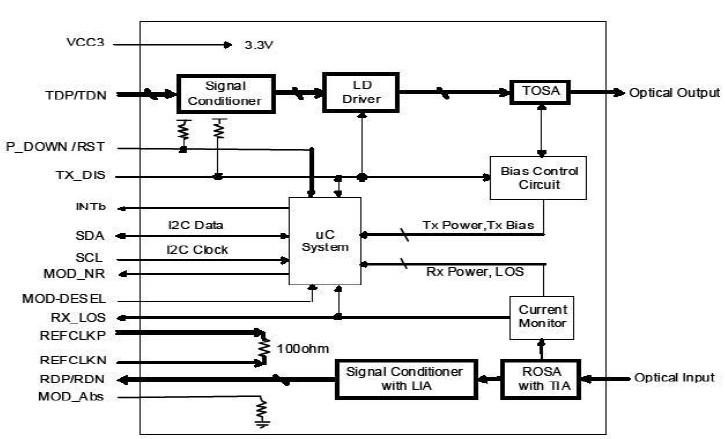 VCC3
3.3V
TDP/TDN
Signal
Conditioner
LD
Driver
TOSA
Optical Output
P_DOWN /RST
TX_DIS
Bias Control
Circuit
INTb
I2C Data
SDA
uC
System
Tx Power,Tx Bias
I2C Clock
SCL
MOD_NR
Rx Power, LOS
MOD-DESEL
RX_LOS
Current
Monitor
REFCLKP
100ohm
REFCLKN
RDP/RDN
Signal Conditioner
with LIA
ROSA
with TIA
Optical Input
MOD_Abs